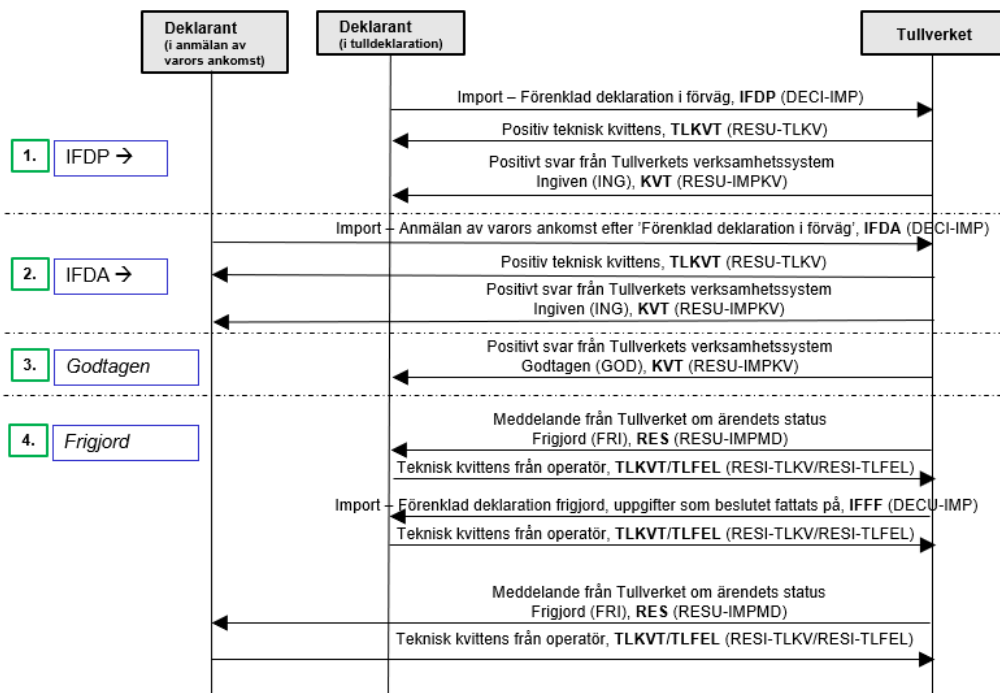 Deklarant
(i anmälan av
varors ankomst)
Deklarant
(i tulldeklaration)
Tullverket
Import – Förenklad deklaration i förväg, IFDP (DECI-IMP)
Positiv teknisk kvittens, TLKVT (RESU-TLKV)
1.
IFDP →
Positivt svar från Tullverkets verksamhetssystem
Ingiven (ING), KVT (RESU-IMPKV)
Import – Anmälan av varors ankomst efter 'Förenklad deklaration i förväg', IFDA (DECI-IMP)
2.
IFDA →
Positiv teknisk kvittens, TLKVT (RESU-TLKV)
Positivt svar från Tullverkets verksamhetssystem
Ingiven (ING), KVT (RESU-IMPKV)
3.
Godtagen
Positivt svar från Tullverkets verksamhetssystem
Godtagen (GOD), KVT (RESU-IMPKV)
4.
Frigjord
Meddelande från Tullverket om ärendets status
Frigjord (FRI), RES (RESU-IMPMD)
Teknisk kvittens från operatör, TLKVT/TLFEL (RESI-TLKV/RESI-TLFEL)
Import – Förenklad deklaration frigjord, uppgifter som beslutet fattats på, IFFF (DECU-IMP)
Teknisk kvittens från operatör, TLKVT/TLFEL (RESI-TLKV/RESI-TLFEL)
Meddelande från Tullverket om ärendets status
Frigjord (FRI), RES (RESU-IMPMD)
Teknisk kvittens från operatör, TLKVT/TLFEL (RESI-TLKV/RESI-TLFEL)